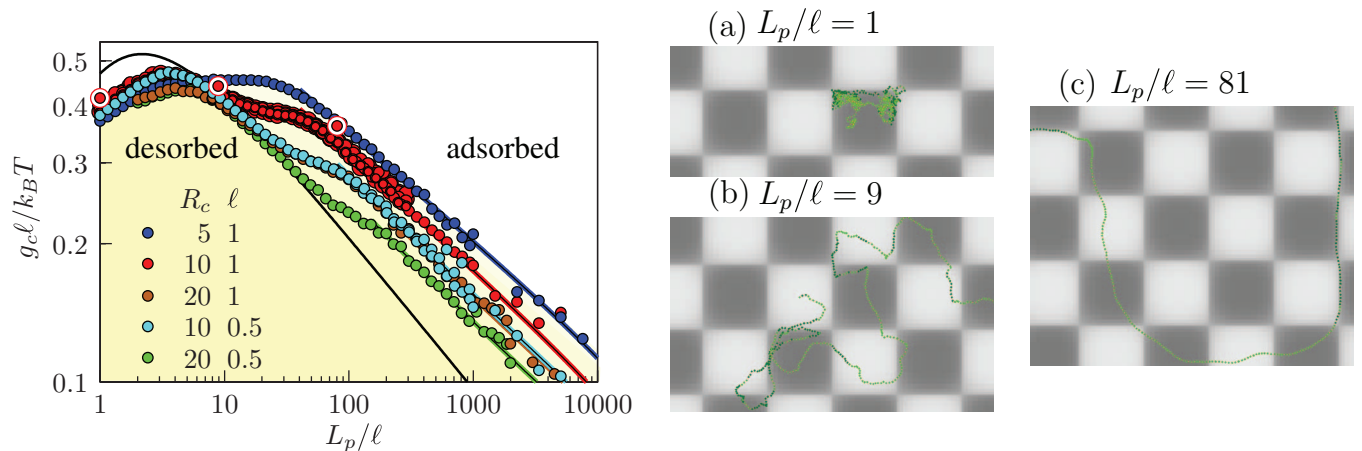 0.5
0.4
0.3
0.2
0.1
g_cℓ/k_BT
desorbed
adsorbed
R_c ℓ
5 1
10 1
20 1
10 0.5
20 0.5
1 10 100 1000 10000
L_p/ℓ
(a) L_p/ℓ = 1
(b) L_p/ℓ = 9
(c) L_p/ℓ = 81